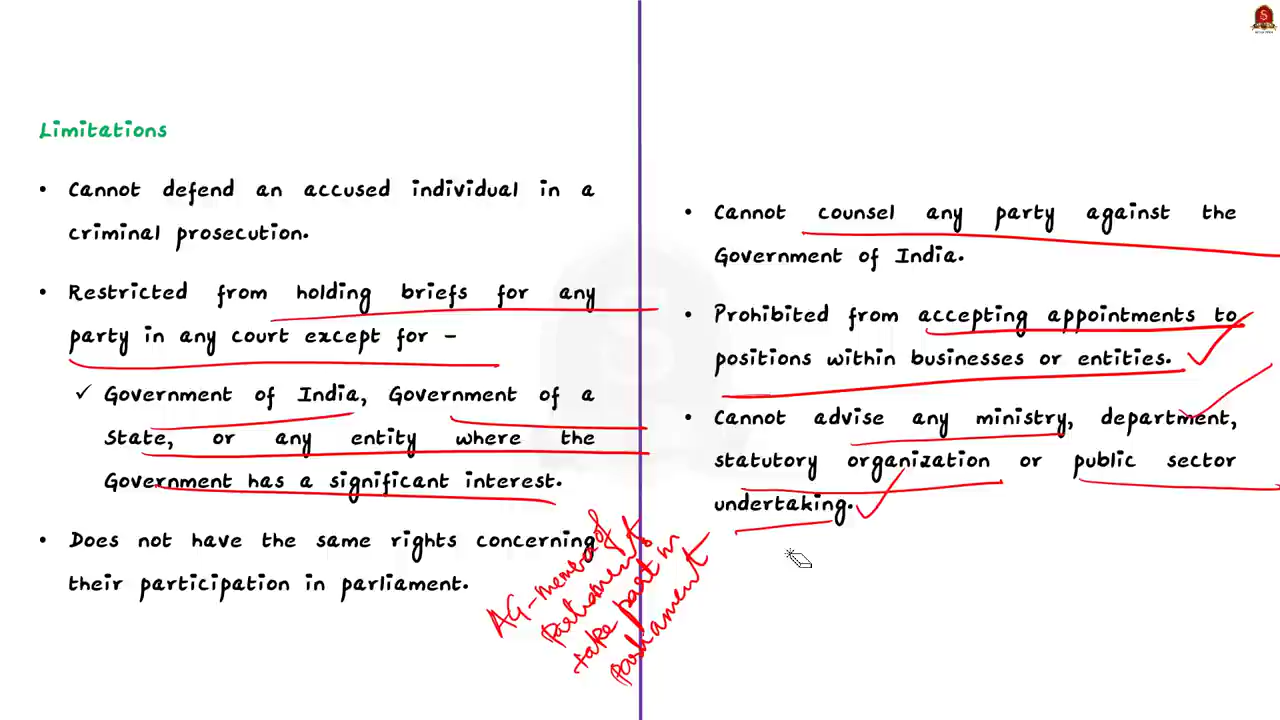 Limitations
• Cannot defend an accused individual in a
criminal prosecution.
• Restricted from holding briefs for any
party in any court except for -
✓ Government of India, Government of a
State, or any entity where the
Government has a significant interest.
• Does not have the same rights concerning
their participation in parliament.
AG-member of
Parliament
take part in
parliament
• Cannot counsel any party against the
Government of India.
• Prohibited from accepting appointments to
positions within businesses or entities.
• Cannot advise any ministry, department,
statutory organization or public sector
undertaking.